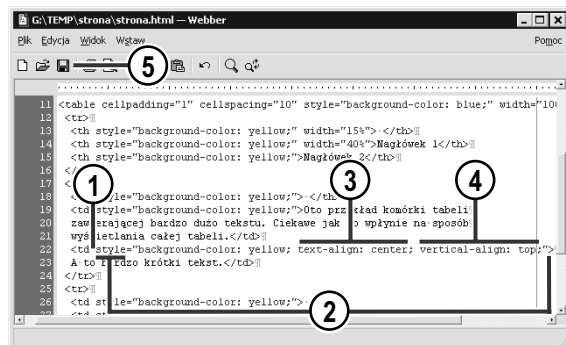 G:\TEMP\strona\strona.html — Webber
Plik Edycja Widok Wstaw Pomoc
5
11 <table cellpadding="1" cellspacing="10" style="background-color: blue;" width="10
12 <tr>
13 <th style="background-color: yellow;" width="15%"> </th>
14 <th width="40%">Nagłówek 1</th>
15 <th style="background-color: yellow;">Nagłówek 2</th>
16
17
1 3 4
18 style="background-color: yellow;"> </th>
19 <td style="background-color: yellow;">Oto przykład komórki tabeli
20 zawierającej bardzo dużo tekstu. Ciekawe jak to wpłynie na sposób
21 wyświetlania całej tabeli.</td>
22 <td style="background-color: yellow; text-align: center; vertical-align: top;">
23 A to bardzo krótki tekst.</td>
24 </tr>
25 <tr>
26 <td style="background-color: yellow;">
2
27